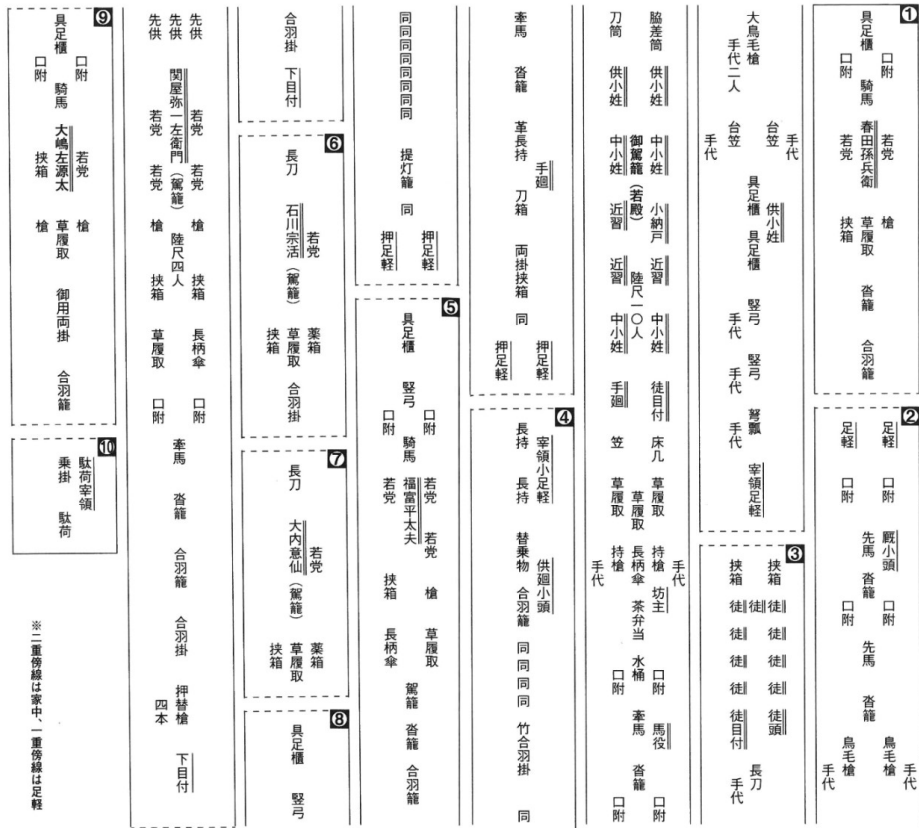 ❶
口附 若党 槍
具足櫃 騎馬 春田孫兵衛 草履取 沓籠 合羽籠
口附 若党 挟箱
❷
足軽 口附 厩小頭 口附 鳥毛槍 手代
先馬 沓籠 先馬 沓籠
足軽 口附 口附 鳥毛槍 手代
大鳥毛槍 手代二人
台笠 手代
台笠 手代
供小姓
具足櫃 具足櫃 竪弓 手代 竪弓 手代 弩瓢 手代 宰領足軽
❸
挟箱 徒 徒 徒 徒 徒頭
徒 長刀 手代
挟箱 徒 徒 徒 徒 徒目付
脇差筒 供小姓 中小姓 小納戸 近習 中小姓 徒目付 床几 草履取 持槍 手代 坊主 口附 馬役 口附
御駕籠(若殿) 陸尺一〇人 草履取 長柄傘 茶弁当 水桶 牽馬 沓籠
刀筒 供小姓 中小姓 近習 近習 中小姓 手廻 笠 草履取 持槍 手代 口附 口附
手廻 押足軽
牽馬 沓籠 革長持 刀箱 両掛挟箱 同
押足軽
❹
宰領小足軽 供廻小頭
長持 長持 替乗物 合羽籠 同 同 同 同 竹合羽掛 同
同 同 同 同 同 同 同 提灯籠 同
押足軽
押足軽
❺
口附 若党 若党 槍 草履取
具足櫃 竪弓 騎馬 福富平太夫 駕籠 沓籠 合羽籠
口附 若党 挟箱 長柄傘
合羽掛 下目付
❻
若党 薬箱
長刀 石川宗活(駕籠) 草履取 合羽掛
挟箱
❼
若党 薬箱
長刀 大内意仙(駕籠) 草履取
挟箱
❽
具足櫃 竪弓
先供 若党 若党 槍 挟箱 長柄傘 口附
先供 関屋弥一左衛門(駕籠) 陸尺四人 牽馬 沓籠 合羽籠 合羽掛 押替槍 四本 下目付
先供 若党 若党 槍 挟箱 草履取 口附
❾
口附 若党 槍
具足櫃 騎馬 大嶋左源太 草履取 御用両掛 合羽籠
口附 挟箱 槍
❿
駄荷宰領
乗掛 駄荷
※二重傍線は家中、一重傍線は足軽